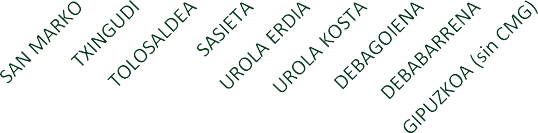 SAN MARKO
TXINGUDI
TOLOSALDEA
SASIETA
UROLA ERDIA
UROLA KOSTA
DEBAGOIENA
DEBABARRENA
GIPUZKOA (sin CMG)